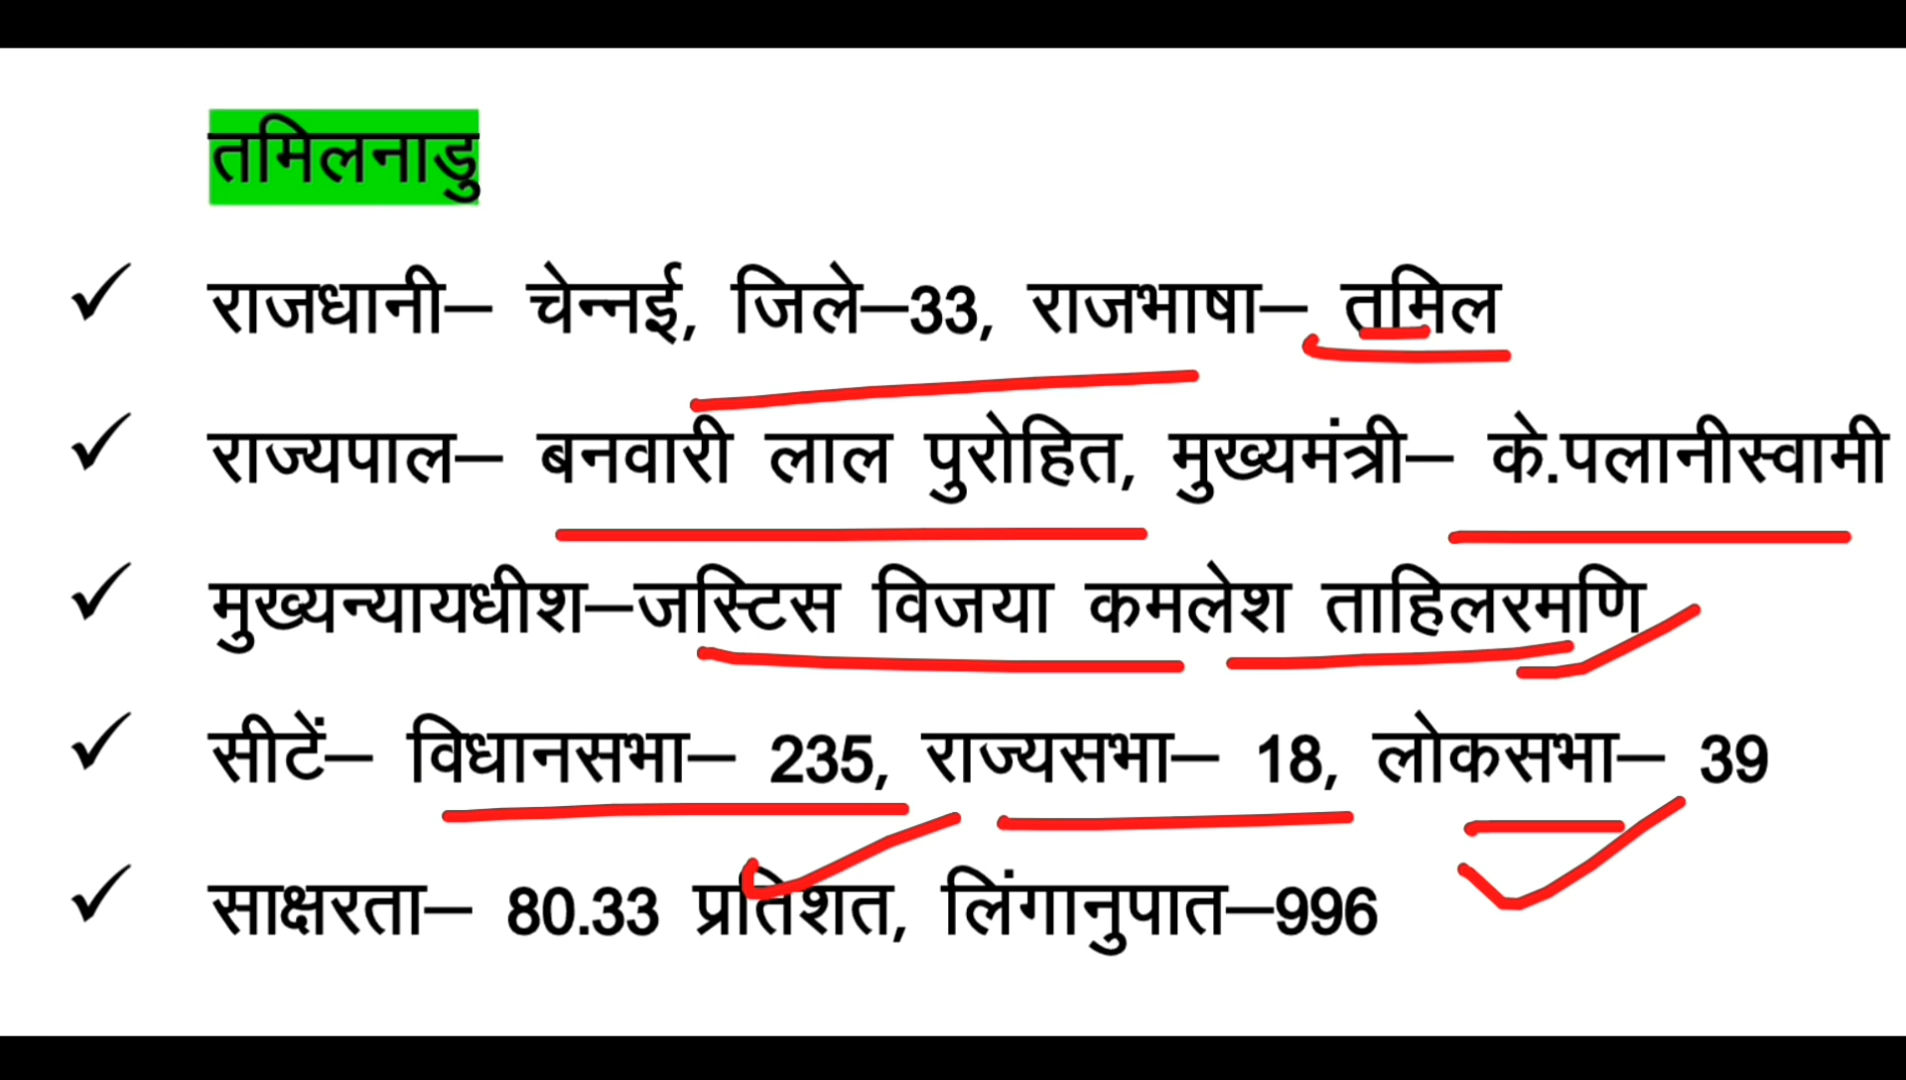 तमिलनाडु
राजधानी– चेन्नई, जिले–33, राजभाषा– तमिल
राज्यपाल– बनवारी लाल पुरोहित, मुख्यमंत्री– के.पलानीस्वामी
मुख्यन्यायधीश–जस्टिस विजया कमलेश ताहिलरमणि
सीटें– विधानसभा– 235, राज्यसभा– 18, लोकसभा– 39
साक्षरता– 80.33 प्रतिशत, लिंगानुपात–996